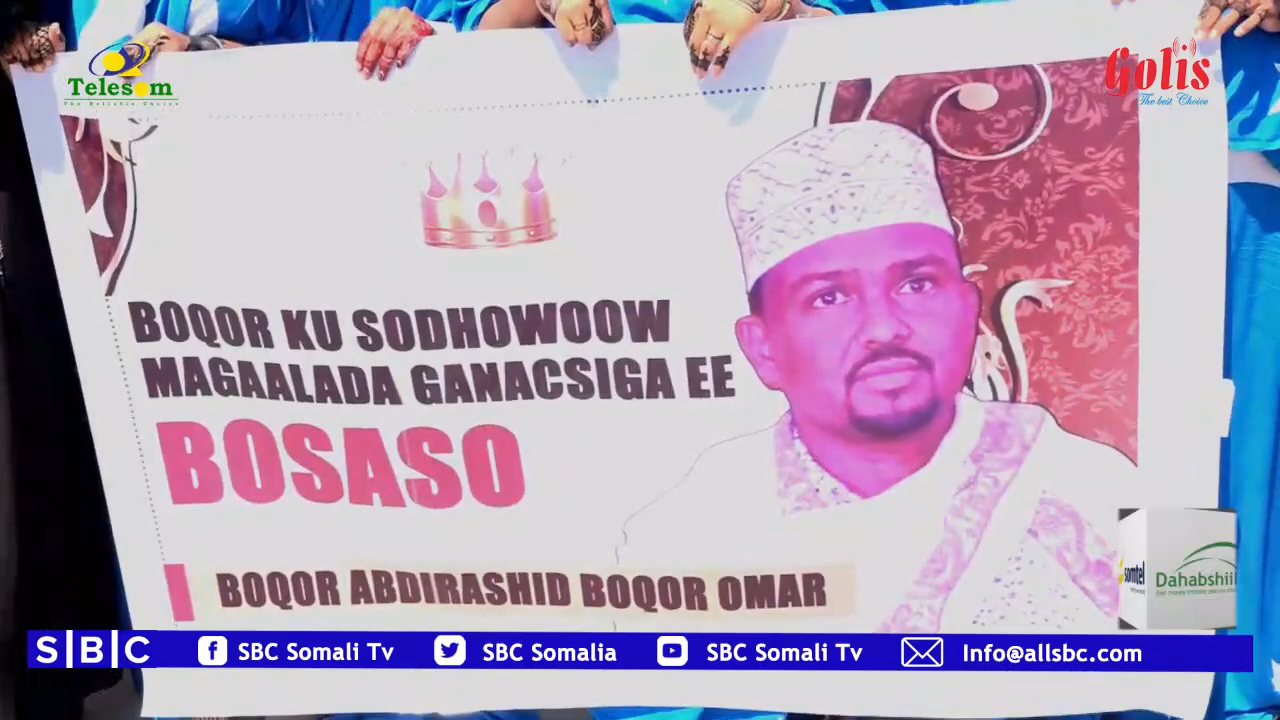 Telesom
The Reliable Choice
Golis
The best Choice
BOQOR KU SODHOWOOW
MAGAALADA GANACSIGA EE
BOSASO
BOQOR ABDIRASHID BOQOR OMAR
somtel
Dahabshiil
S|B|C
SBC Somali Tv
SBC Somalia
SBC Somali Tv
Info@allsbc.com